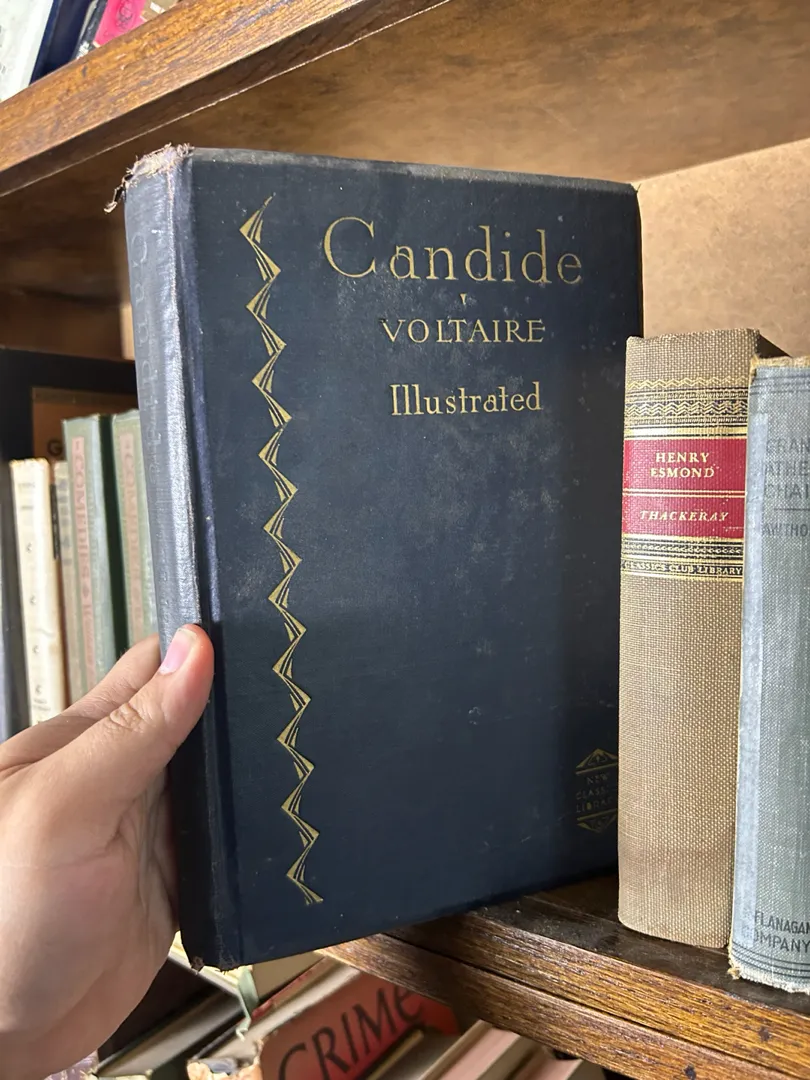 Candide
VOLTAIRE
Illustrated
NEW
CLASSICS
LIBRARY
HENRY
ESMOND
THACKERAY
CLASSICS CLUB LIBRARY
FLANAGAN
COMPANY
CRIME